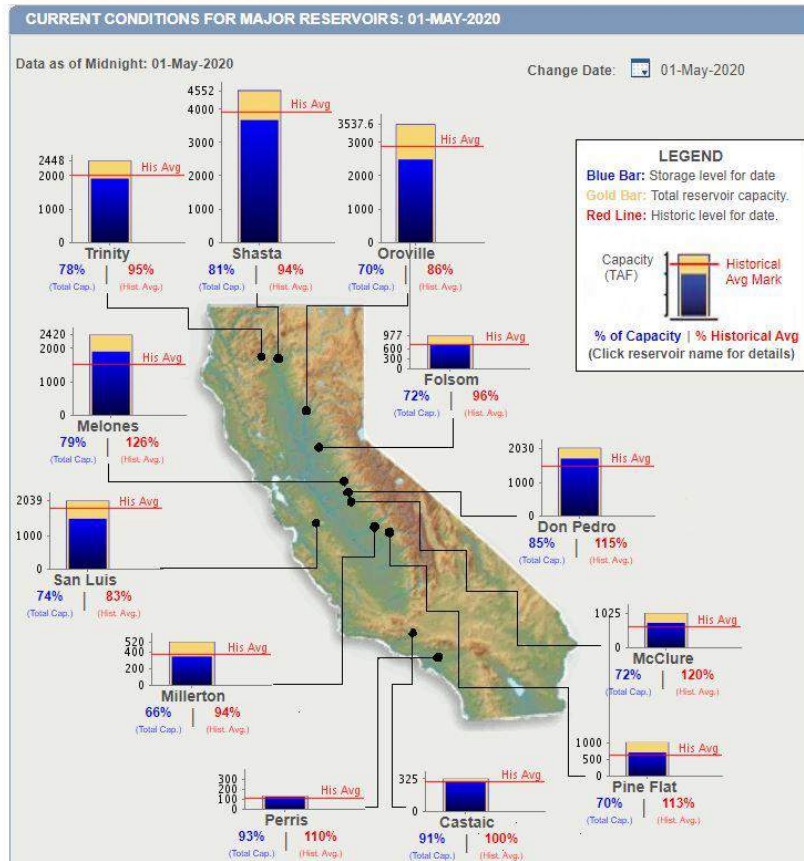 CURRENT CONDITIONS FOR MAJOR RESERVOIRS: 01-MAY-2020
Data as of Midnight: 01-May-2020
Change Date: 01-May-2020
2448
2000
1000
0
His Avg
Trinity
78% | 95%
(Total Cap.) (Hist. Avg.)
4552
4000
3000
2000
1000
0
His Avg
Shasta
81% | 94%
(Total Cap.) (Hist. Avg.)
3537.6
3000
2000
1000
0
His Avg
Oroville
70% | 86%
(Total Cap.) (Hist. Avg.)
LEGEND
Blue Bar: Storage level for date
Gold Bar: Total reservoir capacity.
Red Line: Historic level for date.
Capacity
(TAF)
Historical
Avg Mark
% of Capacity | % Historical Avg
(Click reservoir name for details)
2420
2000
1000
0
His Avg
Melones
79% | 126%
(Total Cap.) (Hist. Avg.)
977
600
300
0
His Avg
Folsom
72% | 96%
(Total Cap.) (Hist. Avg.)
2039
1000
0
His Avg
San Luis
74% | 83%
(Total Cap.) (Hist. Avg.)
2030
1000
0
His Avg
Don Pedro
85% | 115%
(Total Cap.) (Hist. Avg.)
520
400
200
0
His Avg
Millerton
66% | 94%
(Total Cap.) (Hist. Avg.)
1025
0
His Avg
McClure
72% | 120%
(Total Cap.) (Hist. Avg.)
300
200
100
0
His Avg
Perris
93% | 110%
(Total Cap.) (Hist. Avg.)
325
0
His Avg
Castaic
91% | 100%
(Total Cap.) (Hist. Avg.)
1000
500
0
His Avg
Pine Flat
70% | 113%
(Total Cap.) (Hist. Avg.)